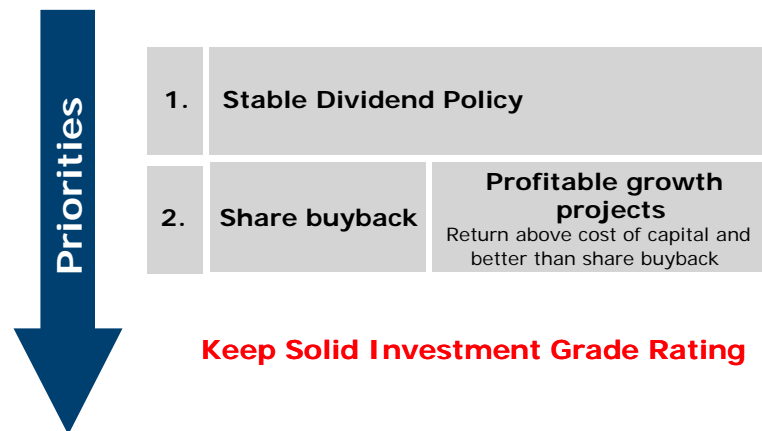 Priorities
1.
Stable Dividend Policy
2.
Share buyback
Profitable growth
projects
Return above cost of capital and
better than share buyback
Keep Solid Investment Grade Rating